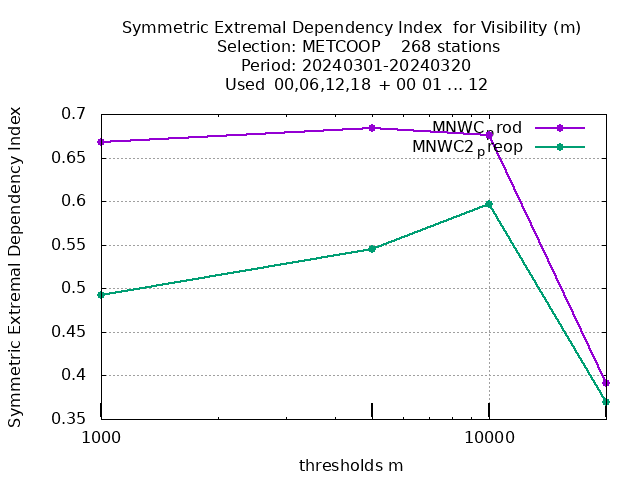 Symmetric Extremal Dependency Index  for Visibility (m)
Selection: METCOOP    268 stations
Period: 20240301-20240320
Used  00,06,12,18 + 00 01 ... 12
Symmetric Extremal Dependency Index
0.7
0.65
0.6
0.55
0.5
0.45
0.4
0.35
MNWC_prod
MNWC2_preop
1000
10000
thresholds m